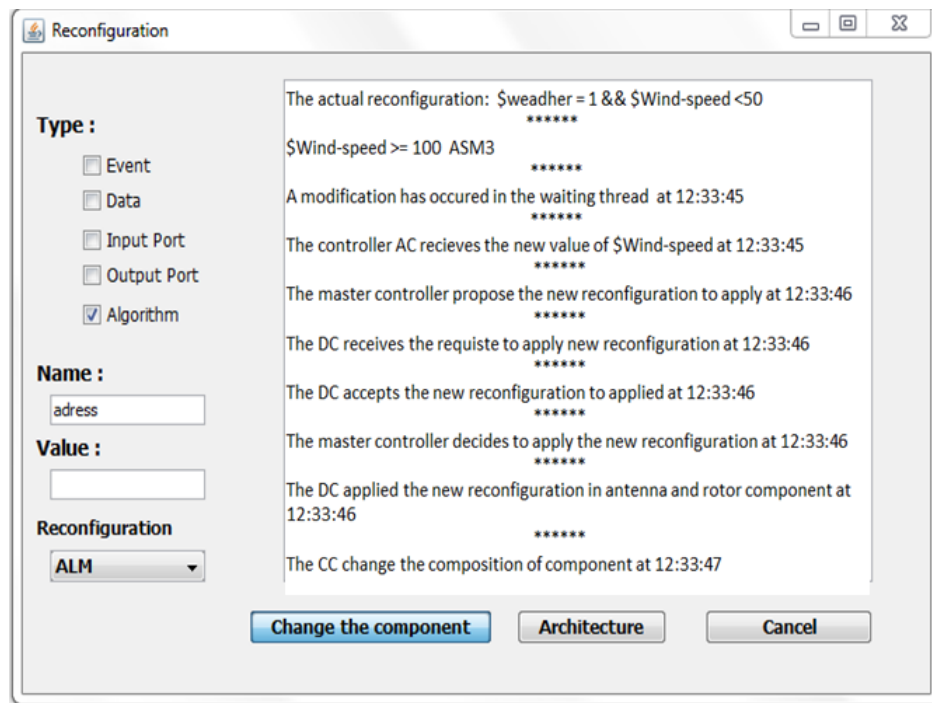 Reconfiguration
Type :
Event
Data
Input Port
Output Port
Algorithm
Name :
adress
Value :
Reconfiguration
ALM
The actual reconfiguration: $weadher = 1 && $Wind-speed <50
******
$Wind-speed >= 100 ASM3
******
A modification has occured in the waiting thread at 12:33:45
******
The controller AC recieves the new value of $Wind-speed at 12:33:45
******
The master controller propose the new reconfiguration to apply at 12:33:46
******
The DC receives the requiste to apply new reconfiguration at 12:33:46
******
The DC accepts the new reconfiguration to applied at 12:33:46
******
The master controller decides to apply the new reconfiguration at 12:33:46
******
The DC applied the new reconfiguration in antenna and rotor component at
12:33:46
******
The CC change the composition of component at 12:33:47
Change the component
Architecture
Cancel